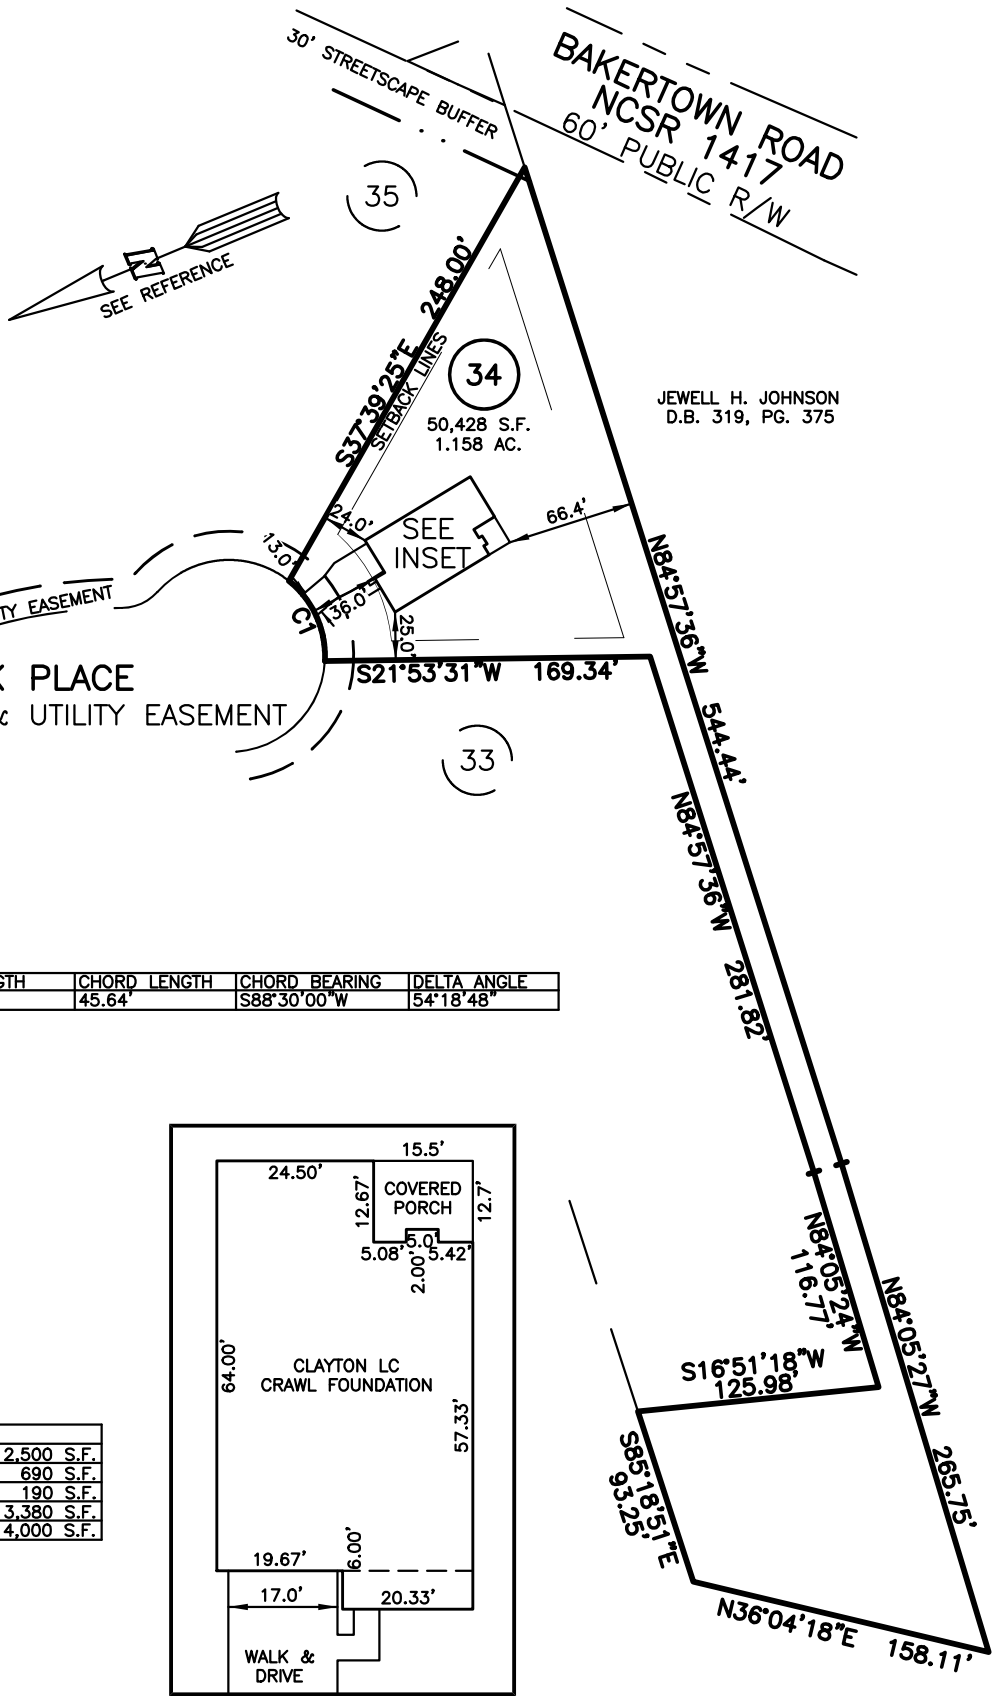 30' STREETSCAPE BUFFER
BAKERTOWN ROAD
NCSR 1417
60' PUBLIC R/W
35
N
SEE REFERENCE
S37°39'25"E 248.00'
SETBACK LINES
34
50,428 S.F.
1.158 AC.
JEWELL H. JOHNSON
D.B. 319, PG. 375
24.0'
SEE
INSET
66.4'
13.0'
36.0'
25.0'
C1
TY EASEMENT
PLACE
& UTILITY EASEMENT
S21°53'31"W 169.34'
33
N84°57'36"W 544.44'
N84°57'36"W 281.82'
GTH CHORD LENGTH CHORD BEARING DELTA ANGLE
45.64' S88°30'00"W 54°18'48"
15.5'
24.50'
12.67'
COVERED
PORCH
12.7'
5.08' 5.0' 5.42'
2.00'
64.00'
CLAYTON LC
CRAWL FOUNDATION
57.33'
19.67'
6.00'
17.0'
20.33'
WALK &
DRIVE
2,500 S.F.
690 S.F.
190 S.F.
3,380 S.F.
4,000 S.F.
N84°05'24"W
116.77'
N84°05'27"W 265.75'
S16°51'18"W
125.98'
S85°18'51"E
93.25'
N36°04'18"E 158.11'